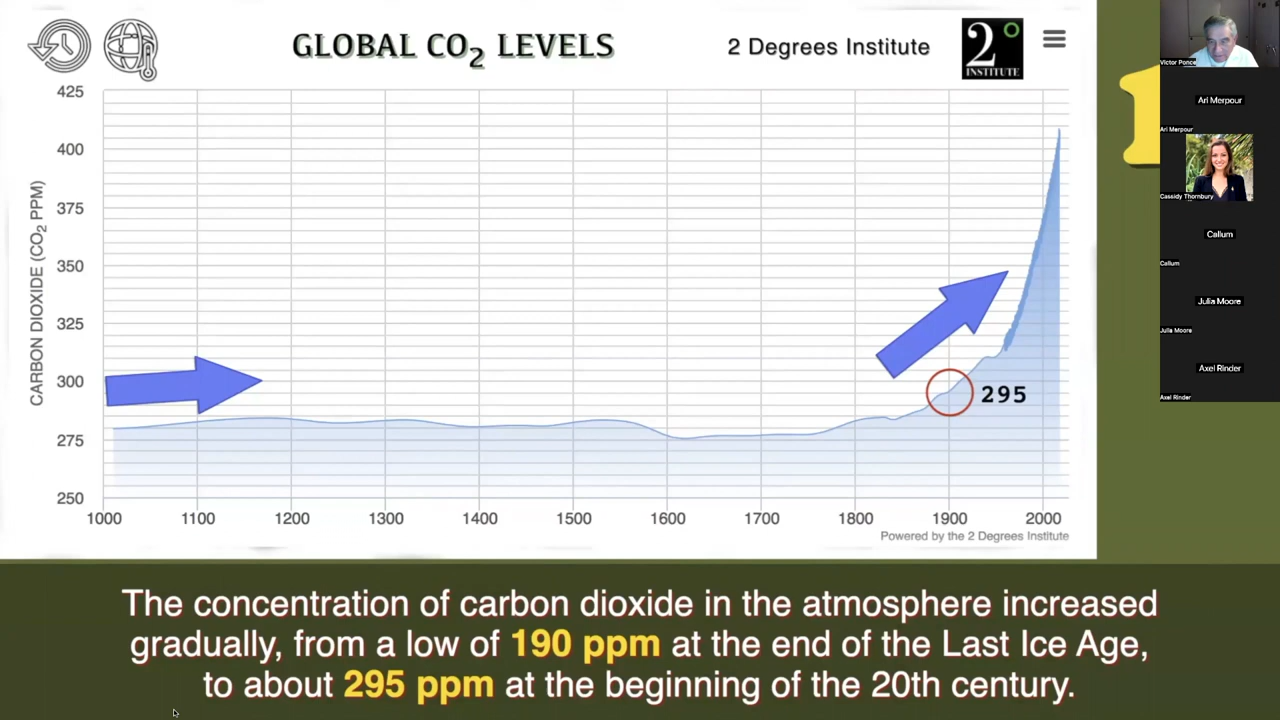 GLOBAL CO2 LEVELS
2 Degrees Institute
2°
INSTITUTE
425
400
375
350
325
300
275
250
CARBON DIOXIDE (CO2 PPM)
295
1000 1100 1200 1300 1400 1500 1600 1700 1800 1900 2000
Powered by the 2 Degrees Institute
The concentration of carbon dioxide in the atmosphere increased
gradually, from a low of 190 ppm at the end of the Last Ice Age,
to about 295 ppm at the beginning of the 20th century.
1
Victor Ponce
Ari Merpour
Ari Merpour
Cassidy Thornbury
Callum
Callum
Julia Moore
Julia Moore
Axel Rinder
Axel Rinder